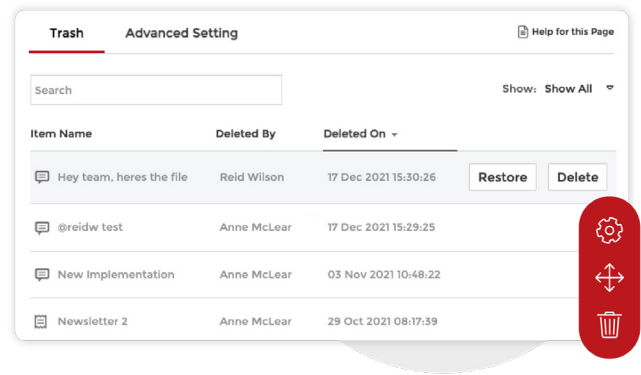 Trash Advanced Setting Help for this Page
Search Show: Show All
Item Name Deleted By Deleted On
Hey team, heres the file Reid Wilson 17 Dec 2021 15:30:26 Restore Delete
@reidw test Anne McLear 17 Dec 2021 15:29:25
New Implementation Anne McLear 03 Nov 2021 10:48:22
Newsletter 2 Anne McLear 29 Oct 2021 08:17:39